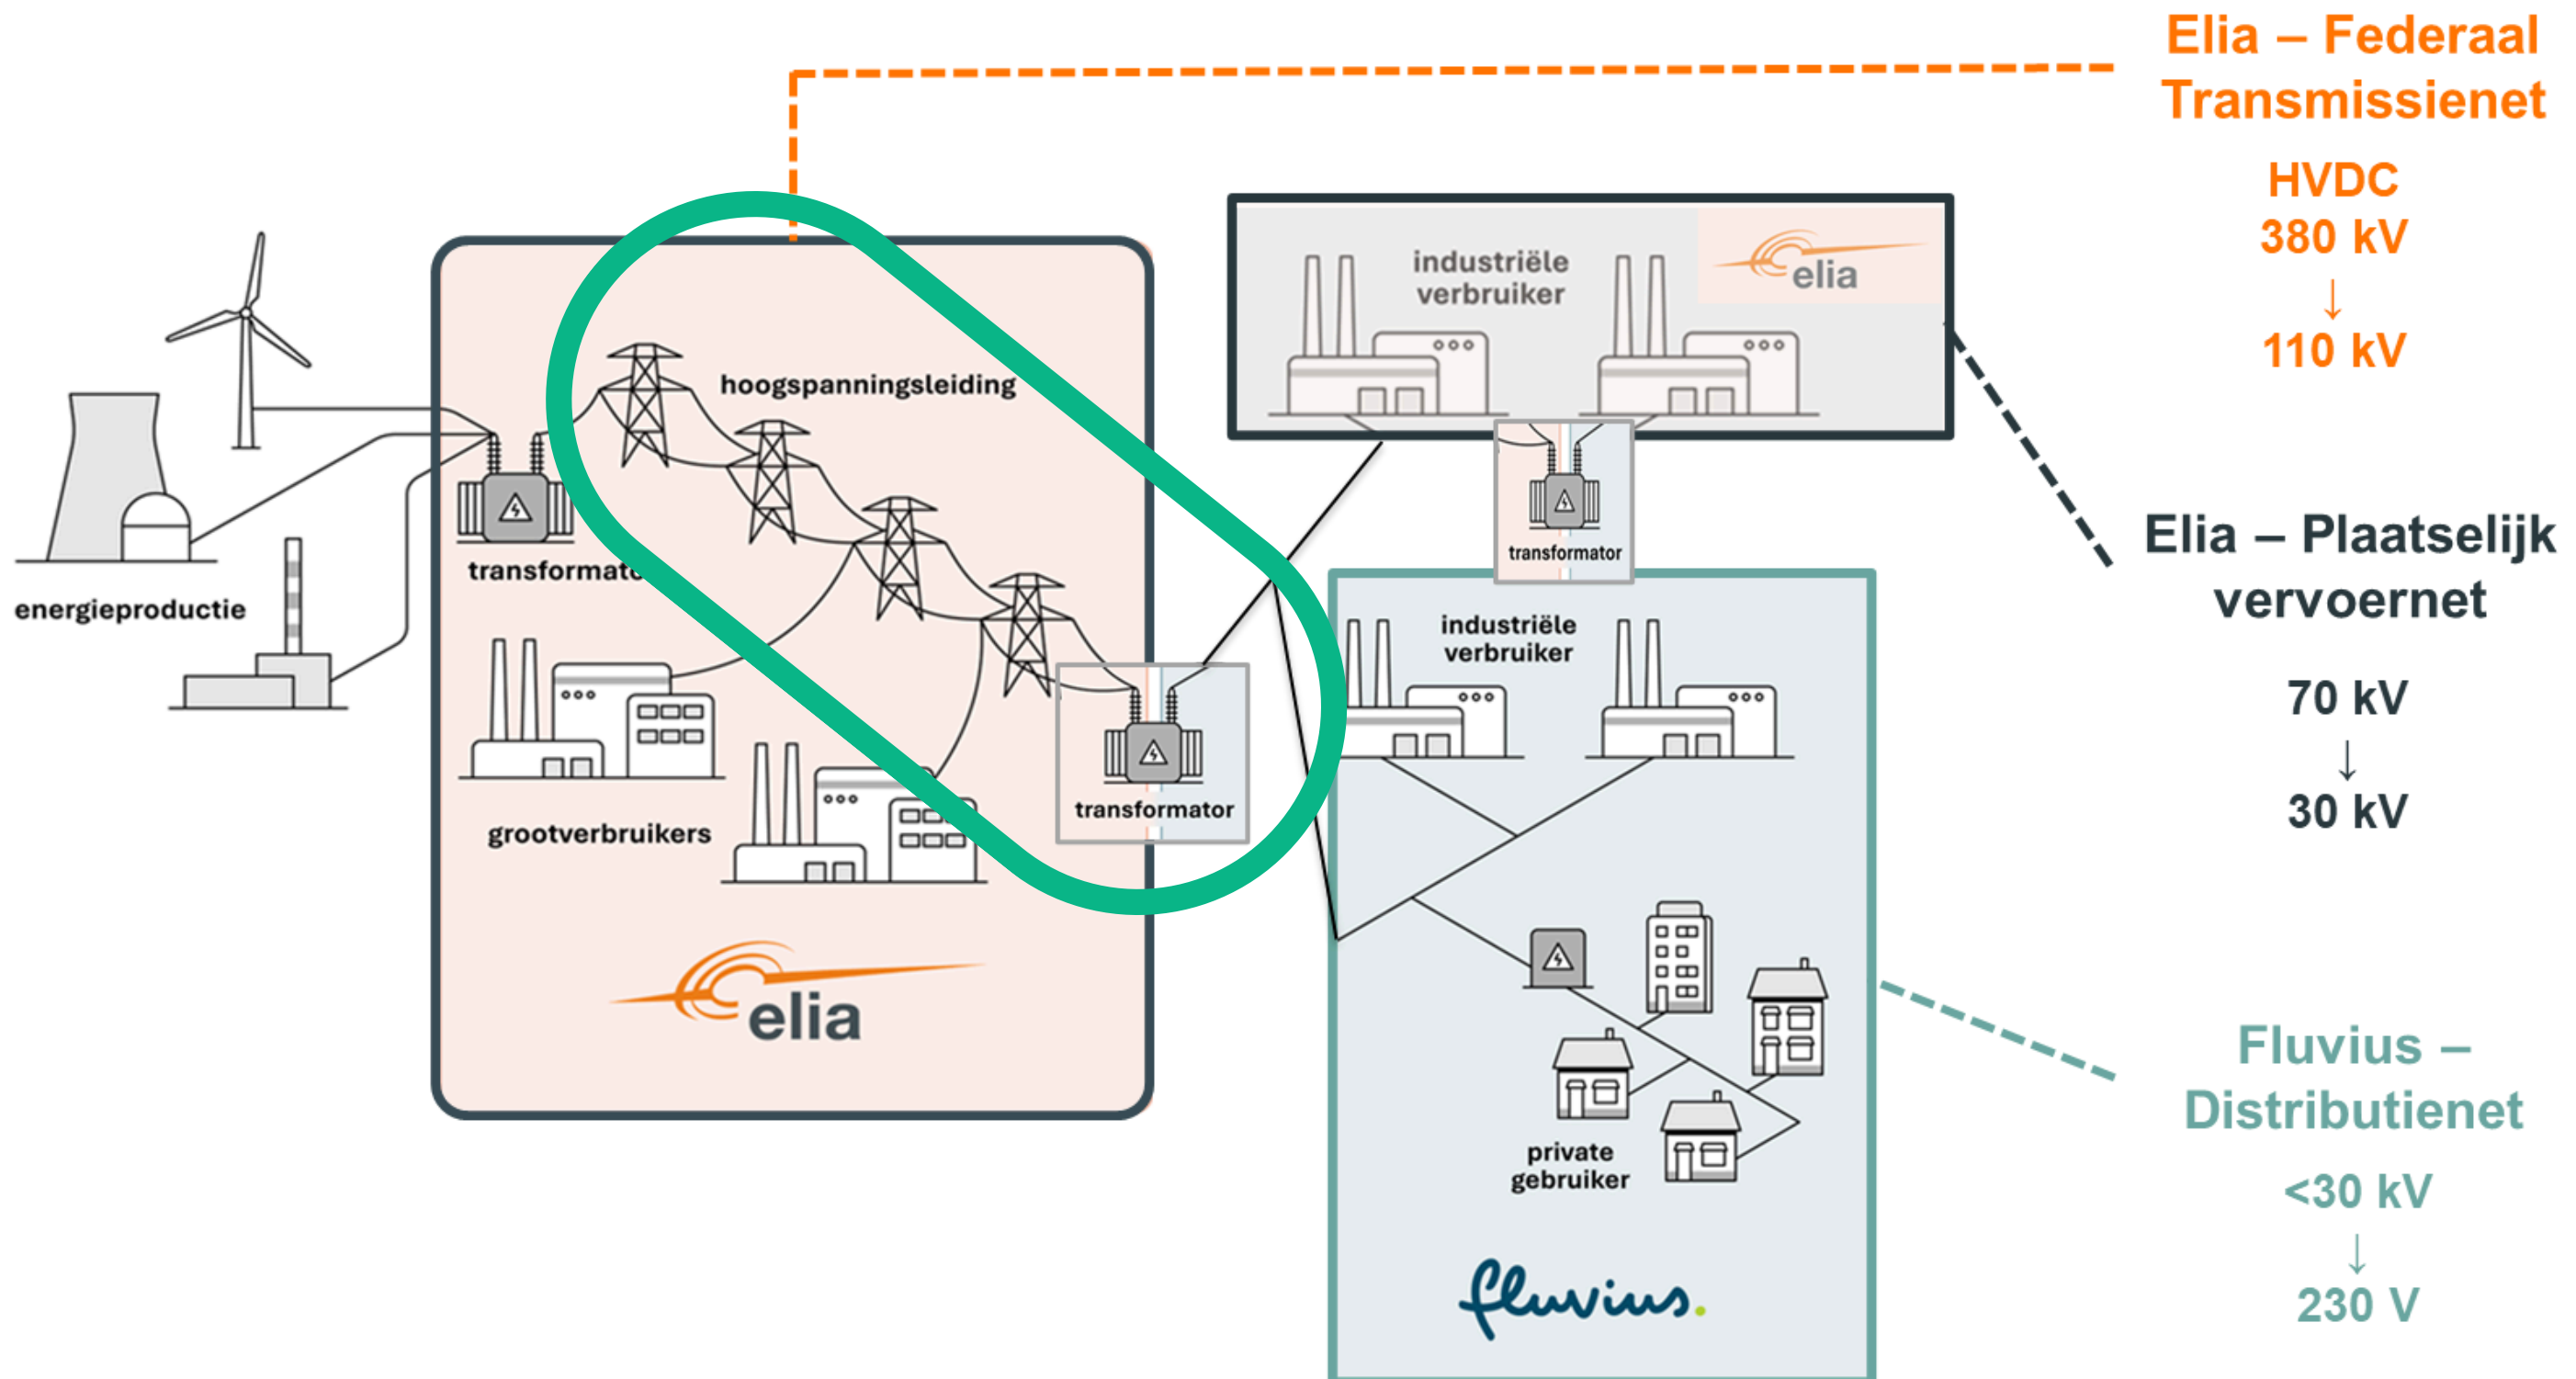 Elia – Federaal
Transmissienet
HVDC
380 kV
↓
110 kV
industriële
verbruiker
elia
hoogspanningsleiding
transformator
energieproductie
transformato
Elia – Plaatselijk
vervoernet
70 kV
↓
30 kV
industriële
verbruiker
transformator
grootverbruikers
elia
private
gebruiker
fluvius.
Fluvius –
Distributienet
<30 kV
↓
230 V